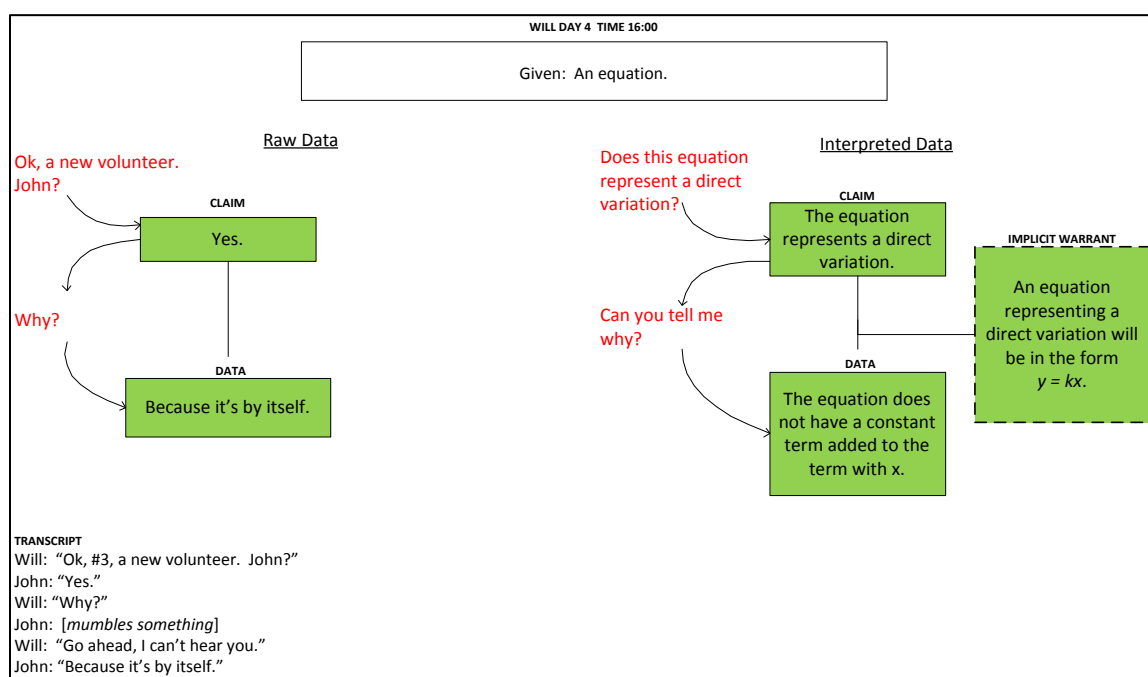 WILL DAY 4 TIME 16:00
Given: An equation.
Raw Data
Ok, a new volunteer.
John?
CLAIM
Yes.
Why?
DATA
Because it’s by itself.
Interpreted Data
Does this equation
represent a direct
variation?
CLAIM
The equation
represents a direct
variation.
IMPLICIT WARRANT
An equation
representing a
direct variation will
be in the form
y = kx.
Can you tell me
why?
DATA
The equation does
not have a constant
term added to the
term with x.
TRANSCRIPT
Will: “Ok, #3, a new volunteer. John?”
John: “Yes.”
Will: “Why?”
John: [mumbles something]
Will: “Go ahead, I can’t hear you.”
John: “Because it’s by itself.”